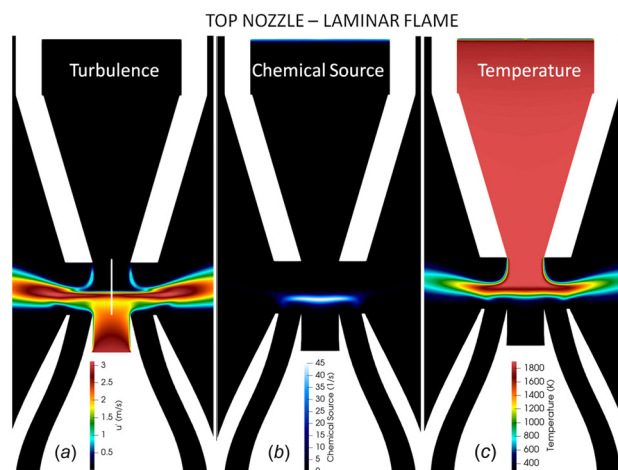 TOP NOZZLE – LAMINAR FLAME
Turbulence
Chemical Source
Temperature
3
2.5
2
1.5
1
0.5
u' (m/s)
(a)
45
40
35
30
25
20
15
10
5
0
Chemical Source (1/s)
(b)
1800
1600
1400
1200
1000
800
600
400
Temperature (K)
(c)